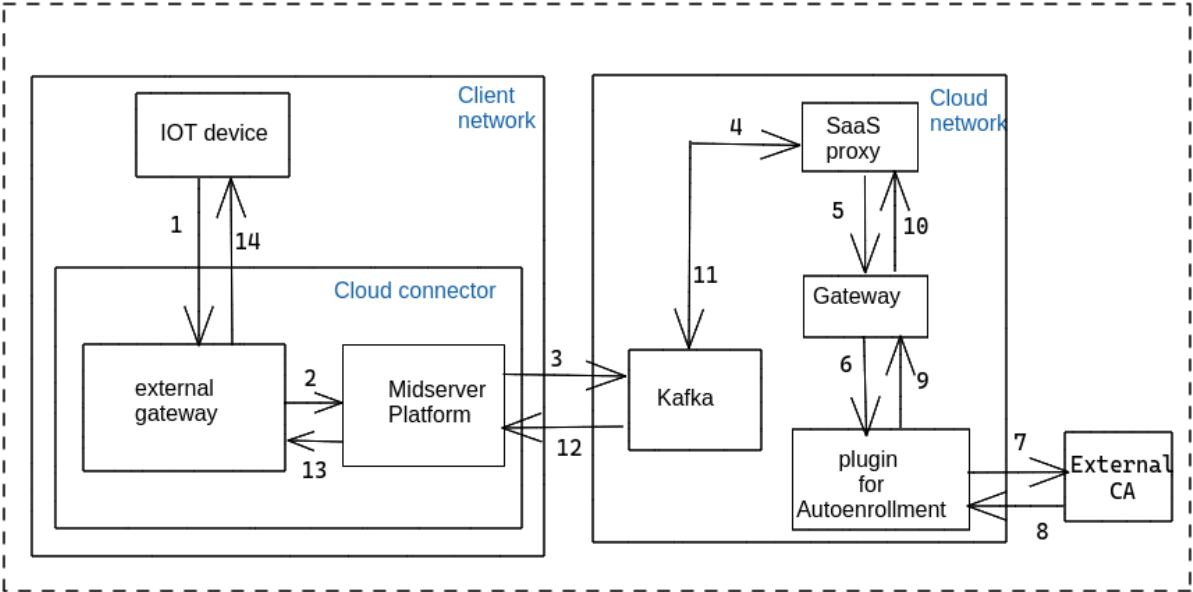 Client
network
IOT device
1
14
Cloud connector
external
gateway
2
13
Midserver
Platform
3
12
Cloud
network
4
SaaS
proxy
5
10
11
Gateway
Kafka
6
9
plugin
for
Autoenrollment
7
8
External
CA